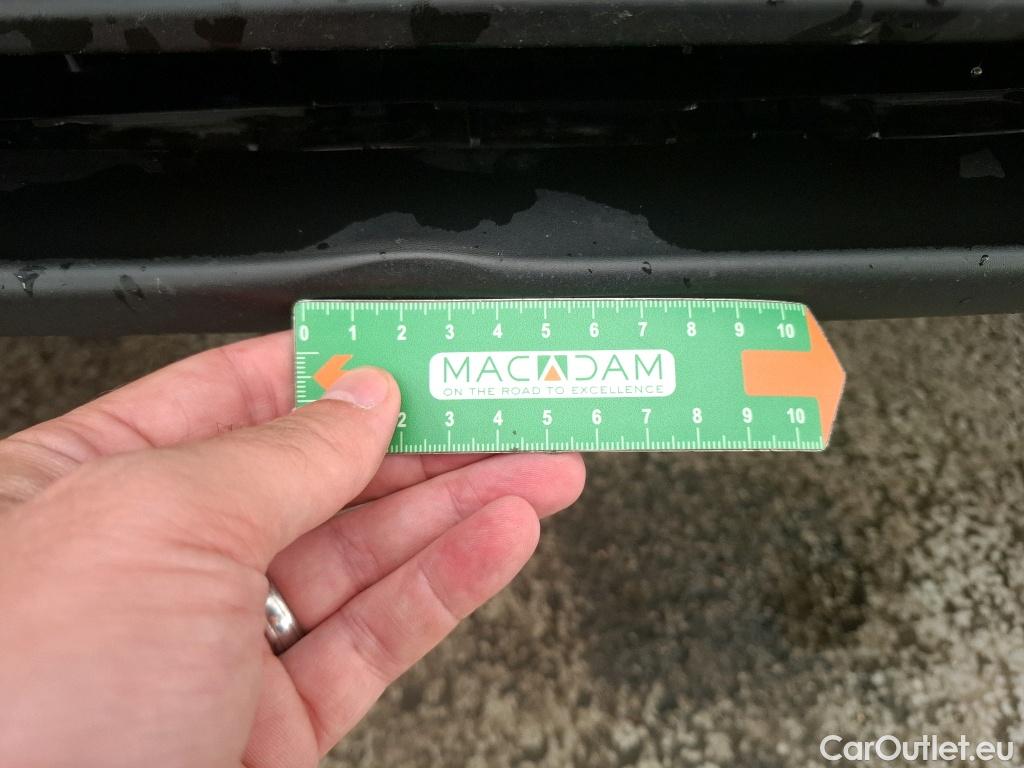 0 1 2 3 4 5 6 7 8 9 10
MACADAM
ON THE ROAD TO EXCELLENCE
2 3 4 5 6 7 8 9 10
CarOutlet.eu